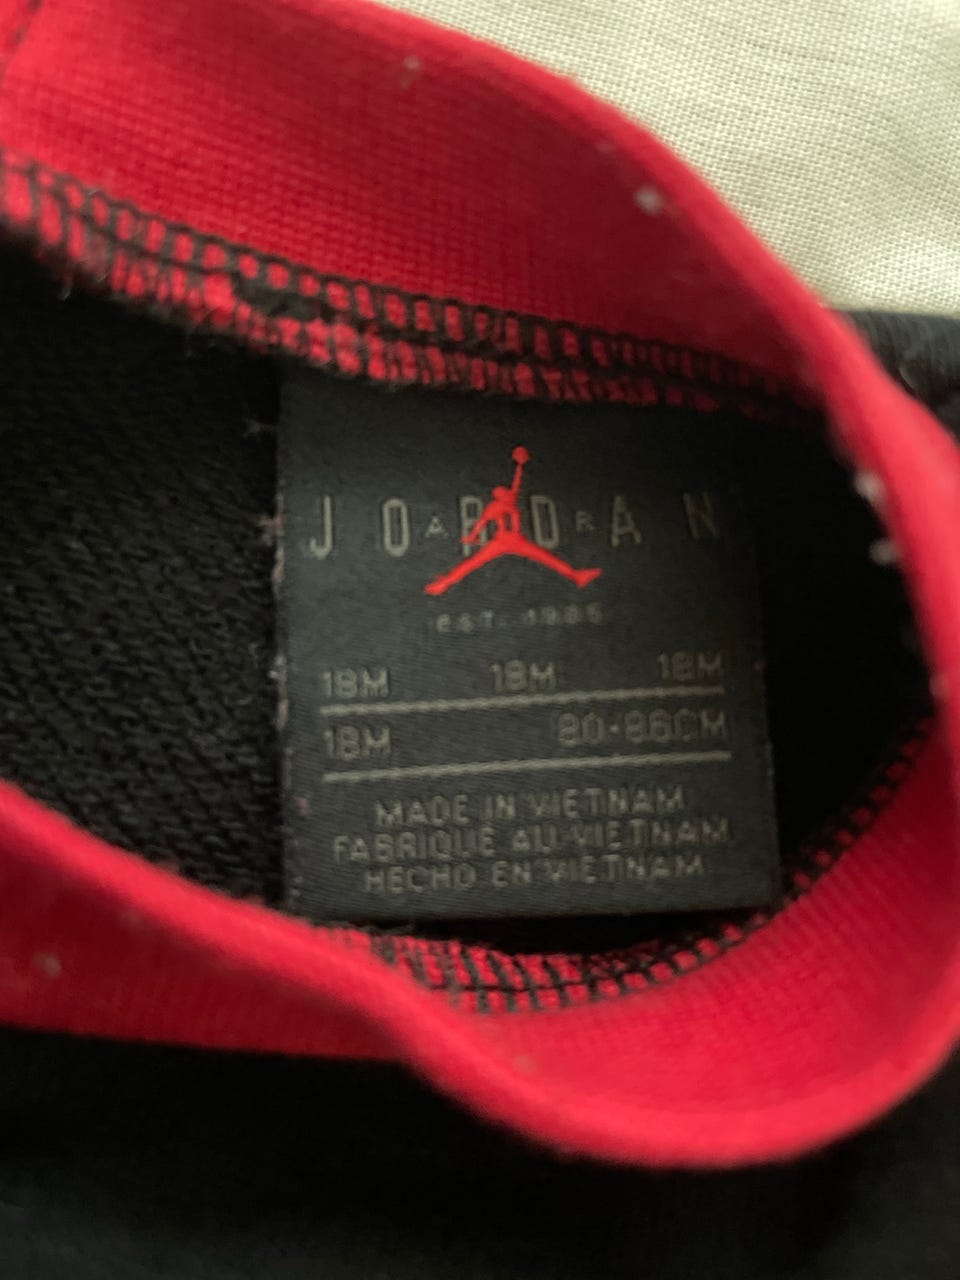 JORDAN
AIR
EST. 1985
18M 18M 18M
18M 80-86CM
MADE IN VIETNAM
FABRIQUÉ AU VIETNAM
HECHO EN VIETNAM